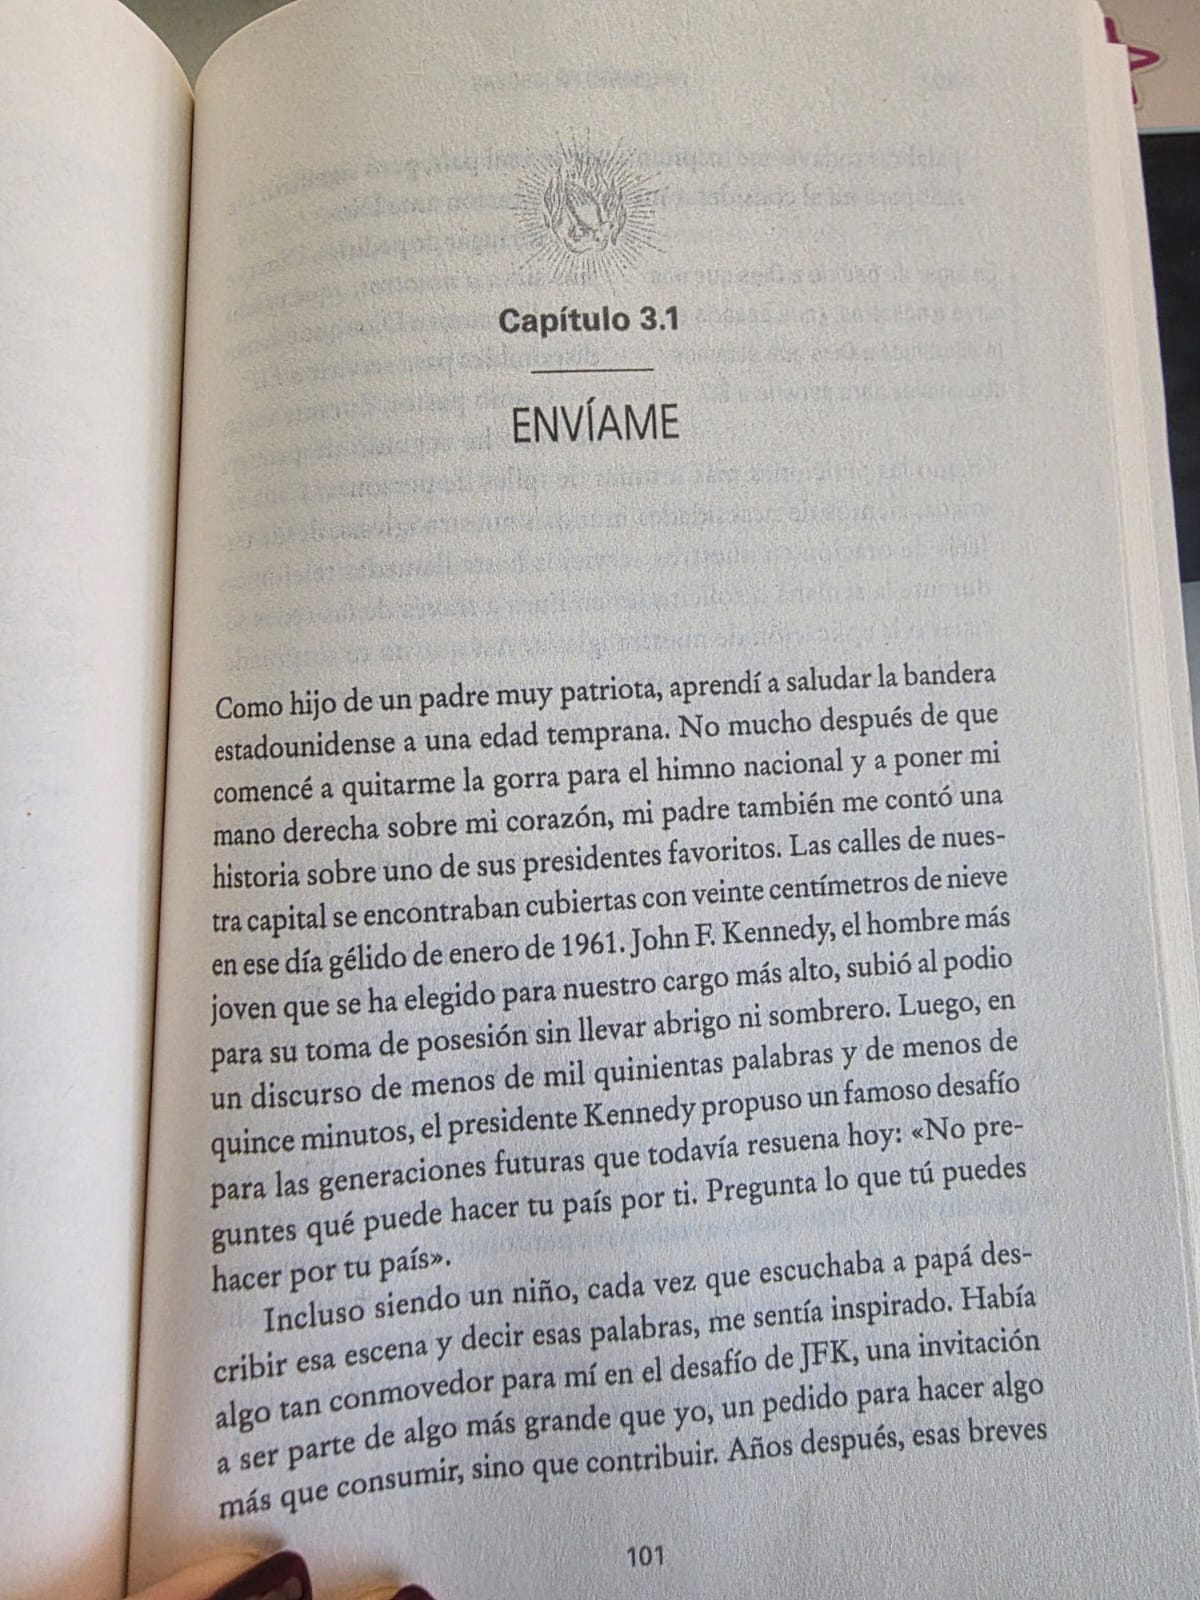 Capítulo 3.1
ENVÍAME
Como hijo de un padre muy patriota, aprendí a saludar la bandera
estadounidense a una edad temprana. No mucho después de que
comencé a quitarme la gorra para el himno nacional y a poner mi
mano derecha sobre mi corazón, mi padre también me contó una
historia sobre uno de sus presidentes favoritos. Las calles de nues-
tra capital se encontraban cubiertas con veinte centímetros de nieve
en ese día gélido de enero de 1961. John F. Kennedy, el hombre más
joven que se ha elegido para nuestro cargo más alto, subió al podio
para su toma de posesión sin llevar abrigo ni sombrero. Luego, en
un discurso de menos de mil quinientas palabras y de menos de
quince minutos, el presidente Kennedy propuso un famoso desafío
para las generaciones futuras que todavía resuena hoy: «No pre-
guntes qué puede hacer tu país por ti. Pregunta lo que tú puedes
hacer por tu país».
Incluso siendo un niño, cada vez que escuchaba a papá des-
cribir esa escena y decir esas palabras, me sentía inspirado. Había
algo tan conmovedor para mí en el desafío de JFK, una invitación
a ser parte de algo más grande que yo, un pedido para hacer algo
más que consumir, sino que contribuir. Años después, esas breves
101